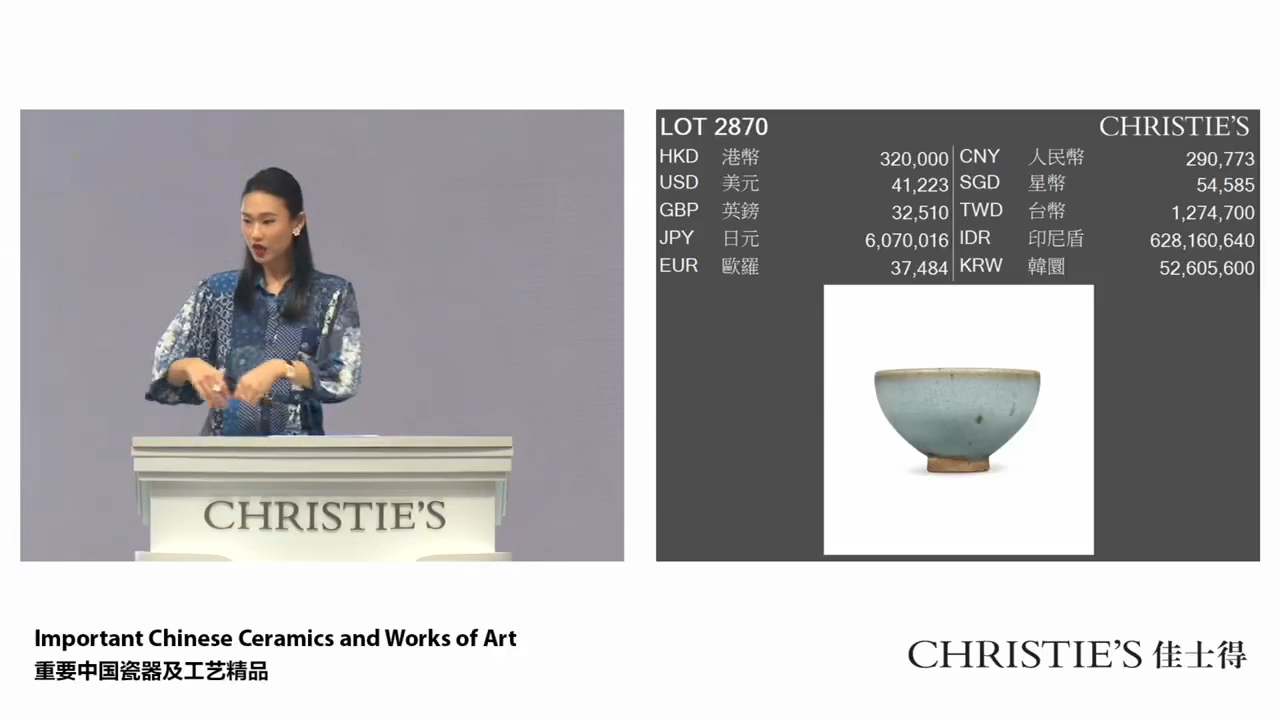 CHRISTIE'S
LOT 2870 CHRISTIE'S
HKD 港幣 320,000 CNY 人民幣 290,773
USD 美元 41,223 SGD 星幣 54,585
GBP 英鎊 32,510 TWD 台幣 1,274,700
JPY 日元 6,070,016 IDR 印尼盾 628,160,640
EUR 歐羅 37,484 KRW 韓圜 52,605,600
Important Chinese Ceramics and Works of Art
重要中国瓷器及工艺精品
CHRISTIE'S 佳士得